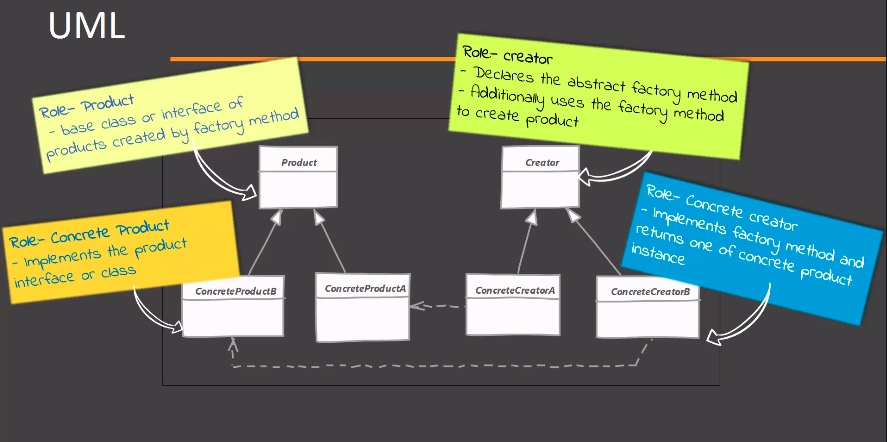 UML
Role- Product
- base class or interface of
products created by factory method
Role- creator
- Declares the abstract factory method
- Additionally uses the factory method
to create product
Product
Creator
Role- Concrete Product
- Implements the product
interface or class
Role- Concrete creator
- Implements factory method and
returns one of concrete product
instance
ConcreteProductB
ConcreteProductA
ConcreteCreatorA
ConcreteCreatorB